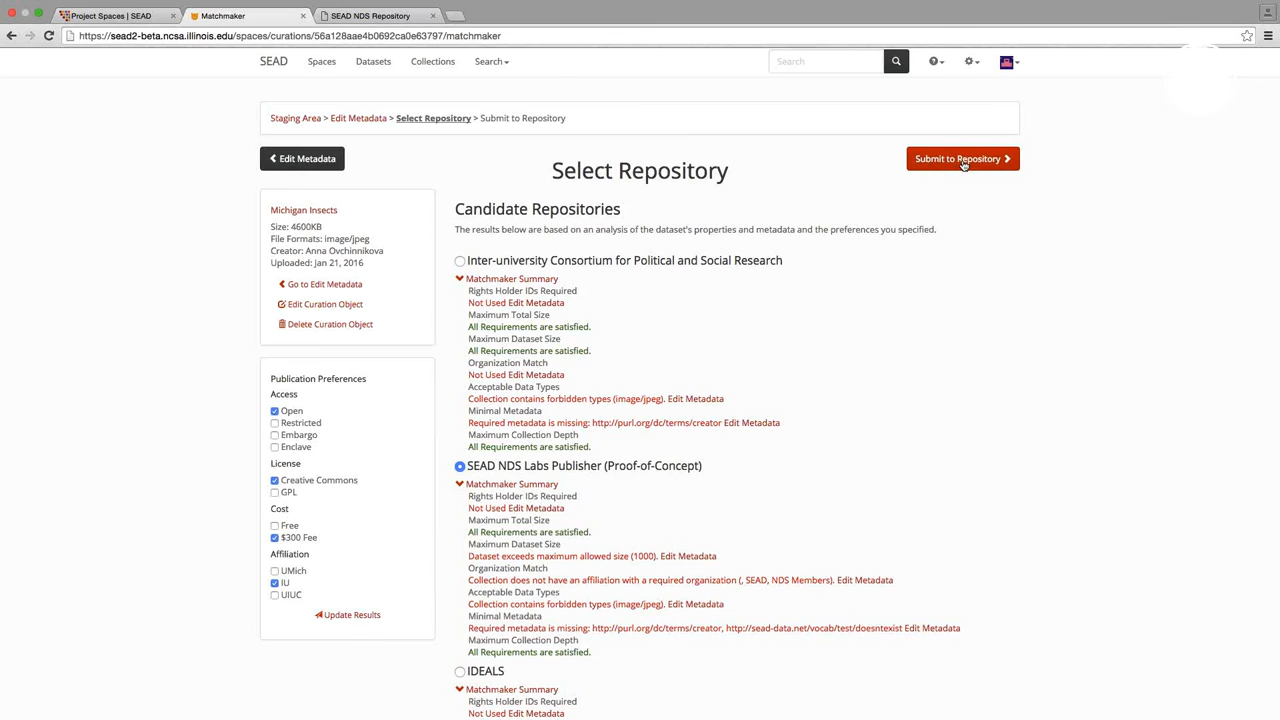 Project Spaces | SEAD
Matchmaker
SEAD NDS Repository
https://sead2-beta.ncsa.illinois.edu/spaces/curations/56a128aae4b0692ca0e63797/matchmaker
SEAD Spaces Datasets Collections Search Search
Staging Area > Edit Metadata > Select Repository > Submit to Repository
Edit Metadata
Submit to Repository
Select Repository
Michigan Insects
Size: 4600KB
File Formats: image/jpeg
Creator: Anna Ovchinnikova
Uploaded: Jan 21, 2016
Go to Edit Metadata
Edit Curation Object
Delete Curation Object
Publication Preferences
Access
Open
Restricted
Embargo
Enclave
License
Creative Commons
GPL
Cost
Free
$300 Fee
Affiliation
UMich
IU
UIUC
Update Results
Candidate Repositories
The results below are based on an analysis of the dataset's properties and metadata and the preferences you specified.
Inter-university Consortium for Political and Social Research
Matchmaker Summary
Rights Holder IDs Required
Not Used Edit Metadata
Maximum Total Size
All Requirements are satisfied.
Maximum Dataset Size
All Requirements are satisfied.
Organization Match
Not Used Edit Metadata
Acceptable Data Types
Collection contains forbidden types (image/jpeg). Edit Metadata
Minimal Metadata
Required metadata is missing: http://purl.org/dc/terms/creator Edit Metadata
Maximum Collection Depth
All Requirements are satisfied.
SEAD NDS Labs Publisher (Proof-of-Concept)
Matchmaker Summary
Rights Holder IDs Required
Not Used Edit Metadata
Maximum Total Size
All Requirements are satisfied.
Maximum Dataset Size
Dataset exceeds maximum allowed size (1000). Edit Metadata
Organization Match
Collection does not have an affiliation with a required organization (, SEAD, NDS Members). Edit Metadata
Acceptable Data Types
Collection contains forbidden types (image/jpeg). Edit Metadata
Minimal Metadata
Required metadata is missing: http://purl.org/dc/terms/creator, http://sead-data.net/vocab/test/doesntexist Edit Metadata
Maximum Collection Depth
All Requirements are satisfied.
IDEALS
Matchmaker Summary
Rights Holder IDs Required
Not Used Edit Metadata